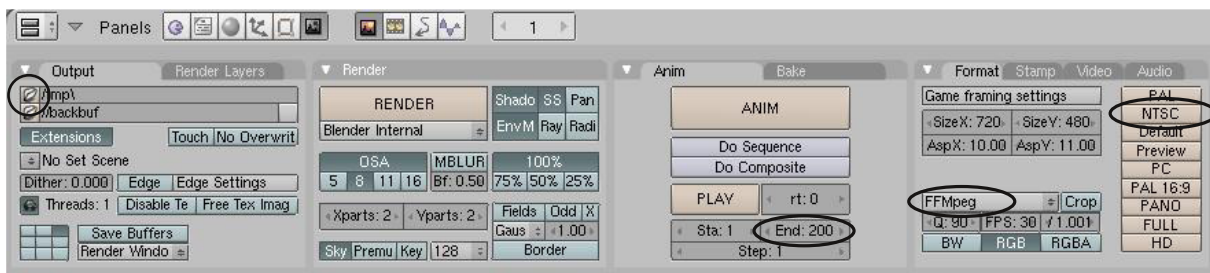 Panels
1
Output
Render Layers
/tmp\
//backbuf
Extensions
Touch
No Overwrit
No Set Scene
Dither: 0.000
Edge
Edge Settings
Threads: 1
Disable Te
Free Tex Imag
Save Buffers
Render Windo
Render
RENDER
Blender Internal
Shado
SS
Pan
EnvM
Ray
Radi
OSA
MBLUR
100%
5
8
11
16
Bf: 0.50
75%
50%
25%
Xparts: 2
Yparts: 2
Fields
Odd
X
Gaus
1.00
Sky
Premu
Key
128
Border
Anim
Bake
ANIM
Do Sequence
Do Composite
PLAY
rt: 0
Sta: 1
End: 200
Step: 1
Format
Stamp
Video
Audio
Game framing settings
SizeX: 720
SizeY: 480
AspX: 10.00
AspY: 11.00
FFMpeg
Crop
Q: 90
FPS: 30
/ 1.001
BW
RGB
RGBA
PAL
NTSC
Default
Preview
PC
PAL 16:9
PANO
FULL
HD